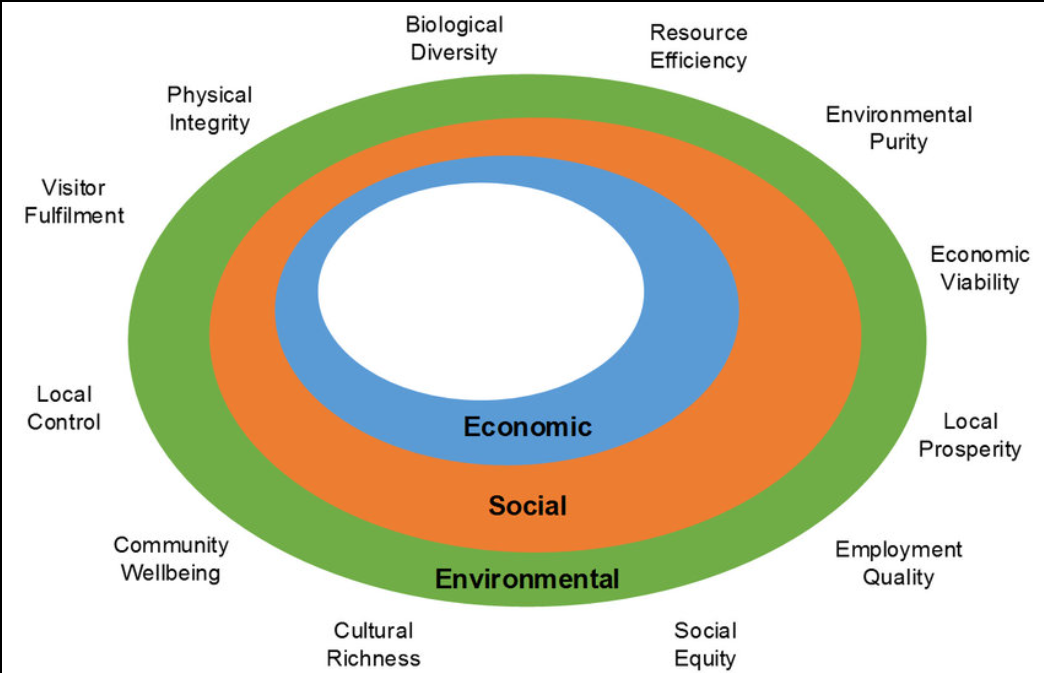 Biological
Diversity
Resource
Efficiency
Physical
Integrity
Environmental
Purity
Visitor
Fulfilment
Economic
Viability
Local
Control
Economic
Local
Prosperity
Social
Community
Wellbeing
Employment
Quality
Environmental
Cultural
Richness
Social
Equity